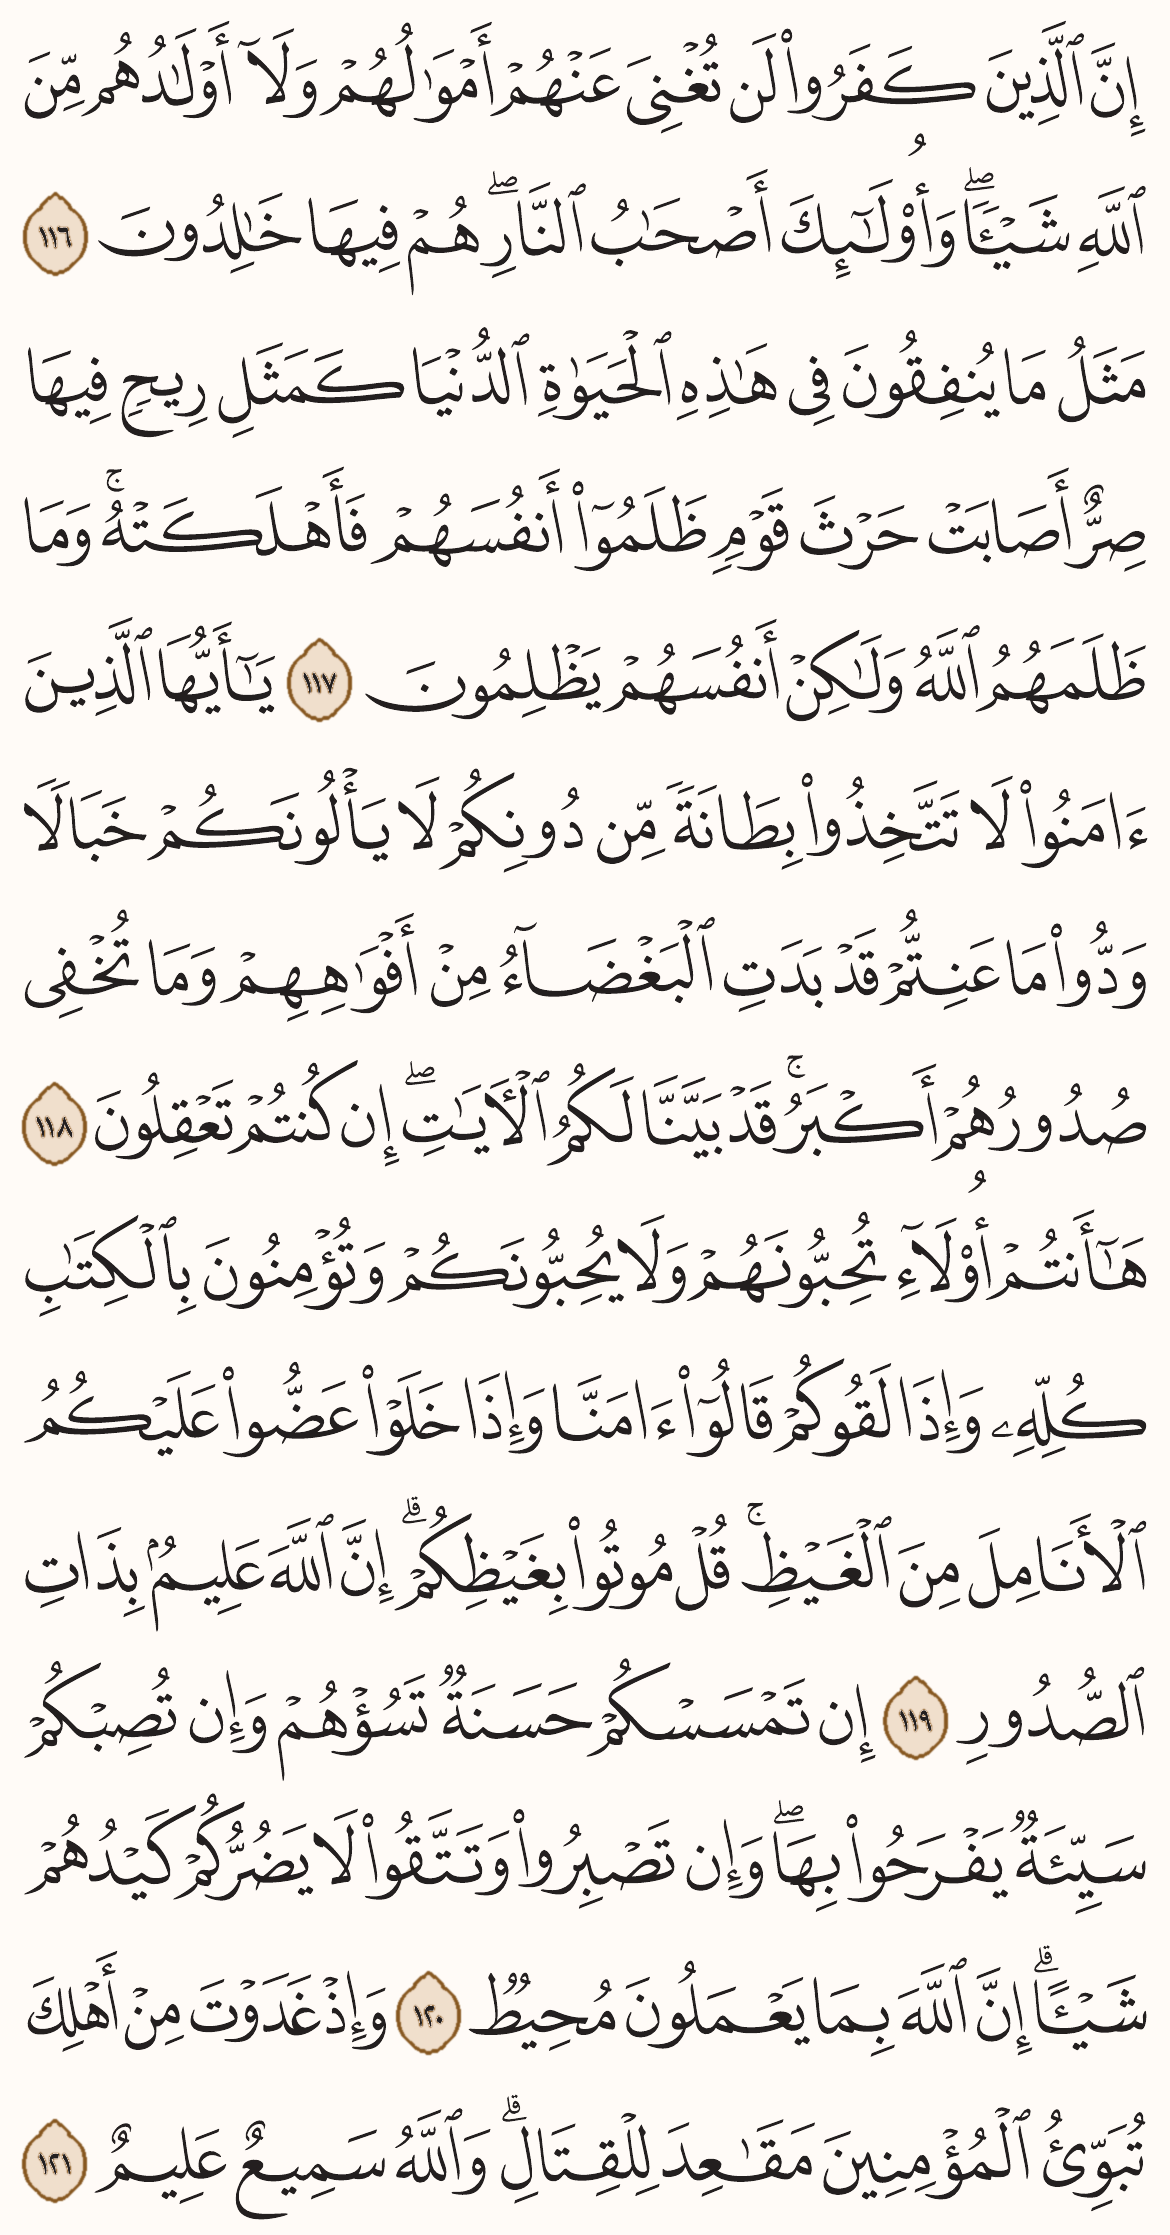 إِنَّ ٱلَّذِينَ كَفَرُوا۟ لَن تُغْنِىَ عَنْهُمْ أَمْوَٰلُهُمْ وَلَآ أَوْلَـٰدُهُم مِّنَ
ٱللَّهِ شَيْـًٔا ۖ وَأُو۟لَـٰٓئِكَ أَصْحَـٰبُ ٱلنَّارِ ۖ هُمْ فِيهَا خَـٰلِدُونَ ١١٦
مَثَلُ مَا يُنفِقُونَ فِى هَـٰذِهِ ٱلْحَيَوٰةِ ٱلدُّنْيَا كَمَثَلِ رِيحٍ فِيهَا
صِرٌّ أَصَابَتْ حَرْثَ قَوْمٍ ظَلَمُوٓا۟ أَنفُسَهُمْ فَأَهْلَكَتْهُ ۚ وَمَا
ظَلَمَهُمُ ٱللَّهُ وَلَـٰكِنْ أَنفُسَهُمْ يَظْلِمُونَ ١١٧ يَـٰٓأَيُّهَا ٱلَّذِينَ
ءَامَنُوا۟ لَا تَتَّخِذُوا۟ بِطَانَةً مِّن دُونِكُمْ لَا يَأْلُونَكُمْ خَبَالًا
وَدُّوا۟ مَا عَنِتُّمْ قَدْ بَدَتِ ٱلْبَغْضَآءُ مِنْ أَفْوَٰهِهِمْ وَمَا تُخْفِى
صُدُورُهُمْ أَكْبَرُ ۚ قَدْ بَيَّنَّا لَكُمُ ٱلْـَٔايَـٰتِ ۖ إِن كُنتُمْ تَعْقِلُونَ ١١٨
هَـٰٓأَنتُمْ أُو۟لَآءِ تُحِبُّونَهُمْ وَلَا يُحِبُّونَكُمْ وَتُؤْمِنُونَ بِٱلْكِتَـٰبِ
كُلِّهِۦ وَإِذَا لَقُوكُمْ قَالُوٓا۟ ءَامَنَّا وَإِذَا خَلَوْا۟ عَضُّوا۟ عَلَيْكُمُ
ٱلْأَنَامِلَ مِنَ ٱلْغَيْظِ ۚ قُلْ مُوتُوا۟ بِغَيْظِكُمْ ۗ إِنَّ ٱللَّهَ عَلِيمٌۢ بِذَاتِ
ٱلصُّدُورِ ١١٩ إِن تَمْسَسْكُمْ حَسَنَةٌ تَسُؤْهُمْ وَإِن تُصِبْكُمْ
سَيِّئَةٌ يَفْرَحُوا۟ بِهَا ۖ وَإِن تَصْبِرُوا۟ وَتَتَّقُوا۟ لَا يَضُرُّكُمْ كَيْدُهُمْ
شَيْـًٔا ۗ إِنَّ ٱللَّهَ بِمَا يَعْمَلُونَ مُحِيطٌ ١٢٠ وَإِذْ غَدَوْتَ مِنْ أَهْلِكَ
تُبَوِّئُ ٱلْمُؤْمِنِينَ مَقَـٰعِدَ لِلْقِتَالِ ۗ وَٱللَّهُ سَمِيعٌ عَلِيمٌ ١٢١